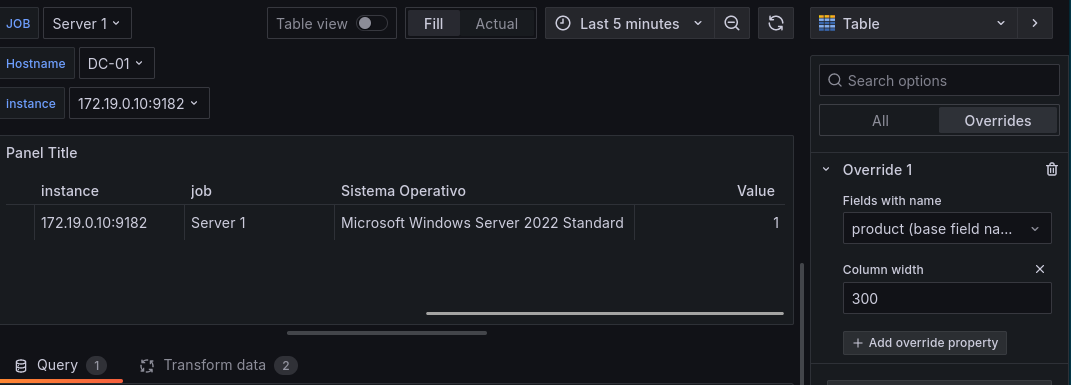 JOB Server 1 Table view Fill Actual Last 5 minutes Table
Hostname DC-01
instance 172.19.0.10:9182
Search options
All Overrides
Panel Title
instance job Sistema Operativo Value
172.19.0.10:9182 Server 1 Microsoft Windows Server 2022 Standard 1
Override 1
Fields with name
product (base field na...
Column width
300
Add override property
Query 1 Transform data 2